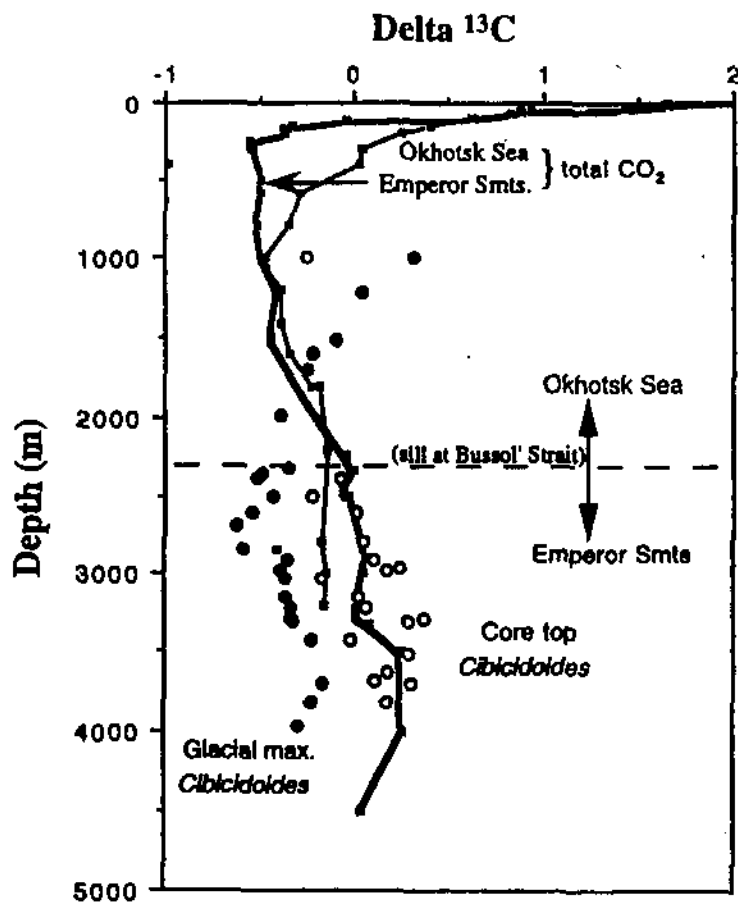 Delta ¹³C
-1 0 1 2
0
1000
2000
3000
4000
5000
Depth (m)
Okhotsk Sea
Emperor Smts.
} total CO₂
Okhotsk Sea
(sill at Bussol' Strait)
Emperor Smts
Core top
Cibicidoides
Glacial max.
Cibicidoides